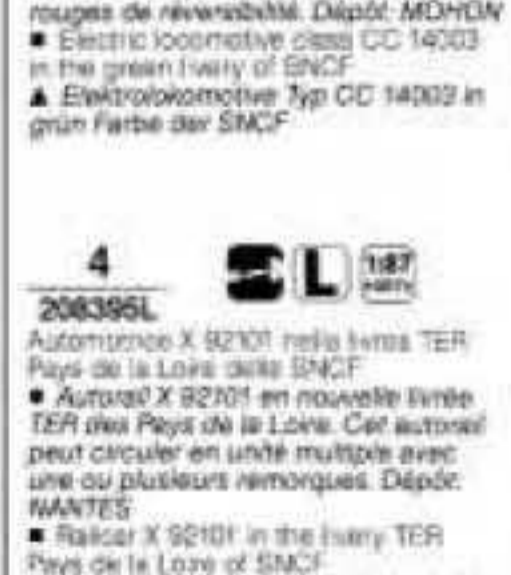 rouges de réversibilité. Dépôt: MOHON
■ Electric locomotive class CC 14003
in the green livery of SNCF
▲ Elektrolokomotive Typ CC 14003 in
grün Farbe der SNCF
4
L
1:87
208395L
Automotrice X 92101 nella livrea TER
Pays de la Loire della SNCF
■ Autorail X 92101 en nouvelle livrée
TER des Pays de la Loire. Cet autorail
peut circuler en unité multiple avec
une ou plusieurs remorques. Dépôt:
NANTES
■ Railcar X 92101 in the livery TER
Pays de la Loire of SNCF